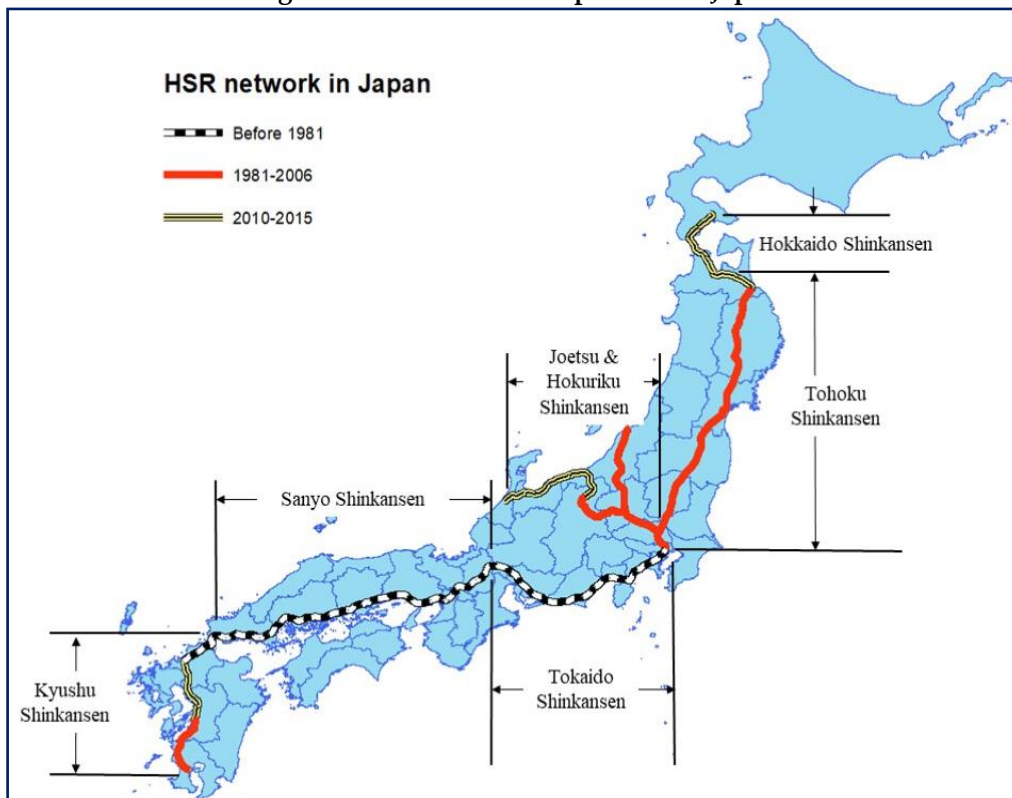 HSR network in Japan
Before 1981
1981-2006
2010-2015
Hokkaido Shinkansen
Joetsu &
Hokuriku
Shinkansen
Tohoku
Shinkansen
Sanyo Shinkansen
Kyushu
Shinkansen
Tokaido
Shinkansen